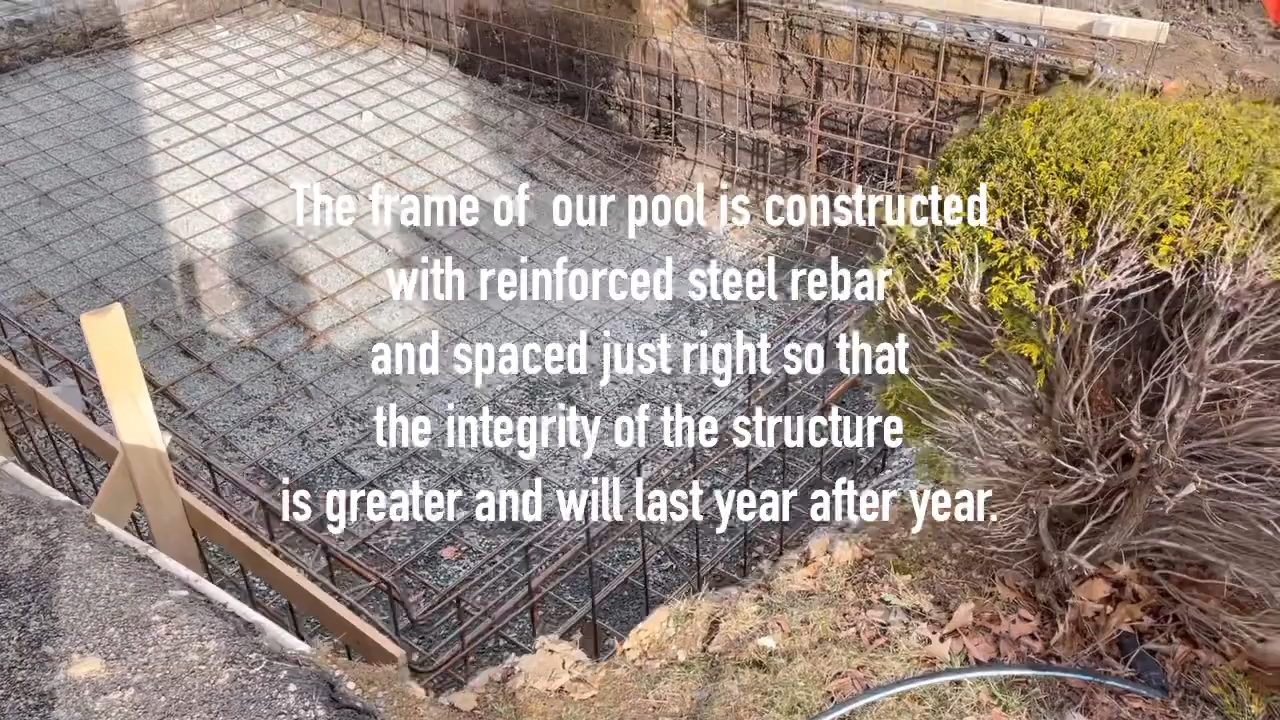 The frame of our pool is constructed
with reinforced steel rebar
and spaced just right so that
the integrity of the structure
is greater and will last year after year.